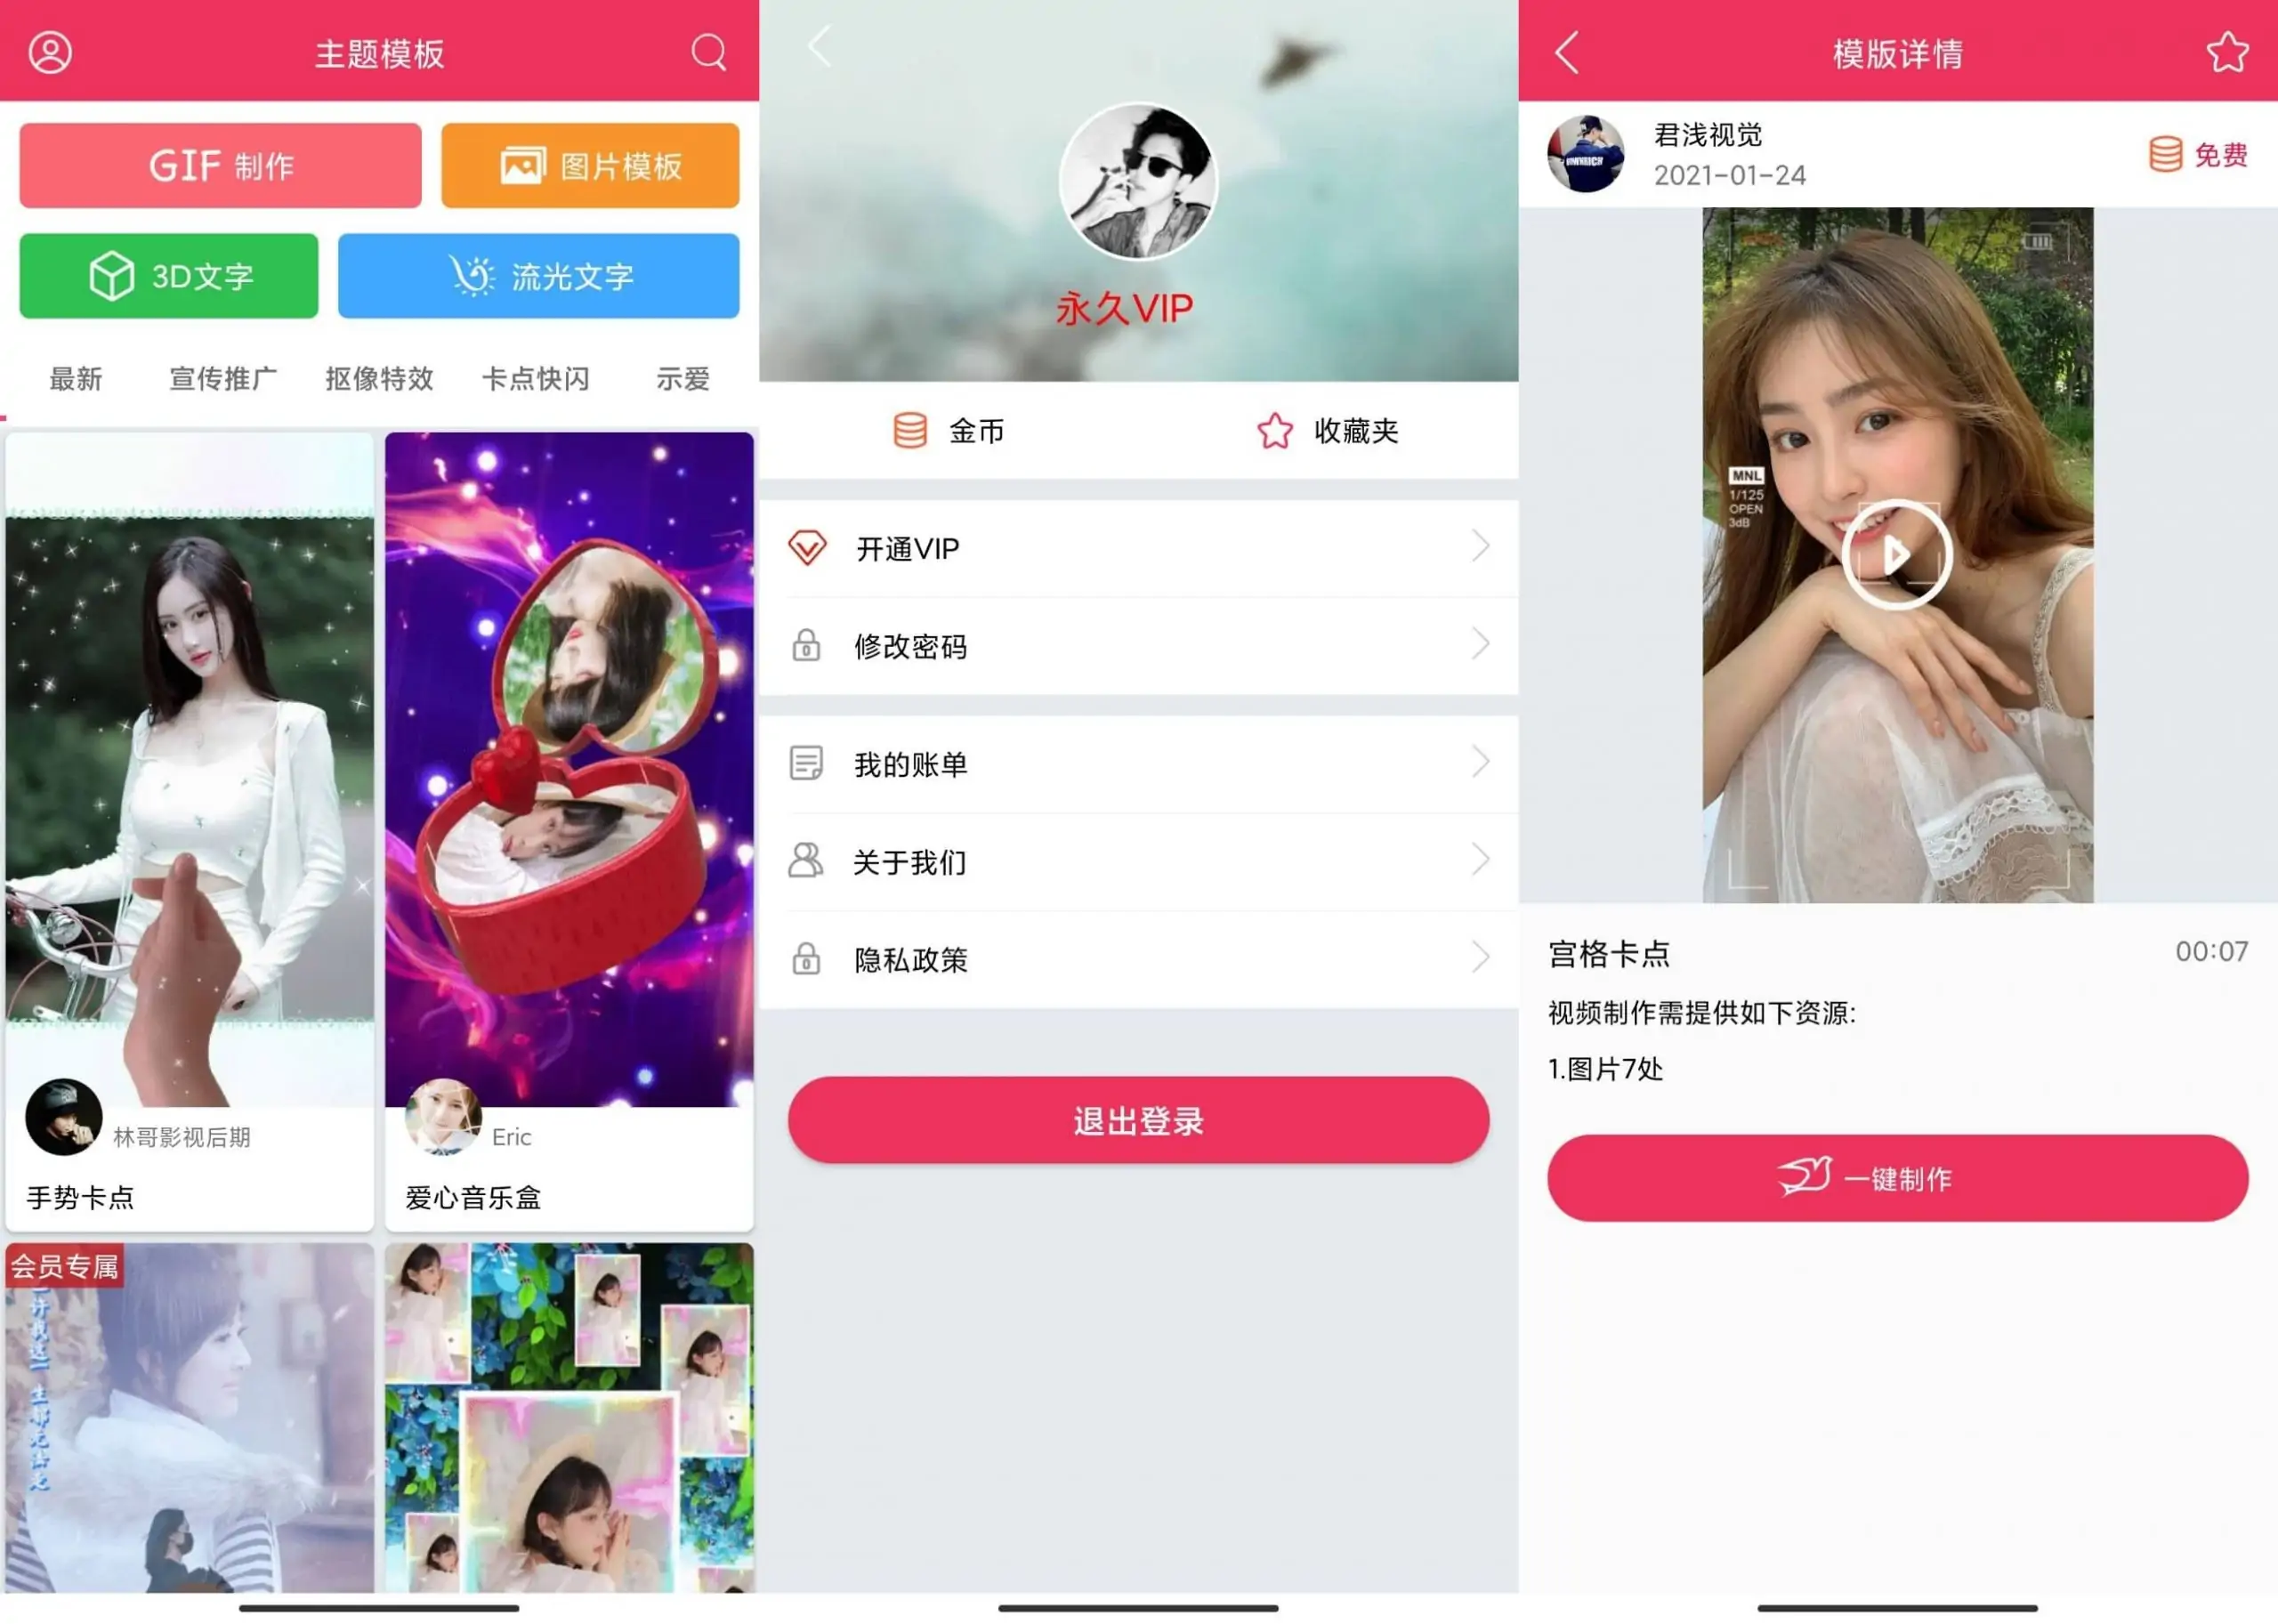 主题模板
GIF 制作
图片模板
3D文字
流光文字
最新 宣传推广 抠像特效 卡点快闪 示爱
林哥影视后期
手势卡点
Eric
爱心音乐盒
会员专属
永久VIP
金币 收藏夹
开通VIP
修改密码
我的账单
关于我们
隐私政策
退出登录
模版详情
君浅视觉
2021-01-24
免费
MNL
1/125
OPEN
3dB
宫格卡点 00:07
视频制作需提供如下资源:
1.图片7处
一键制作